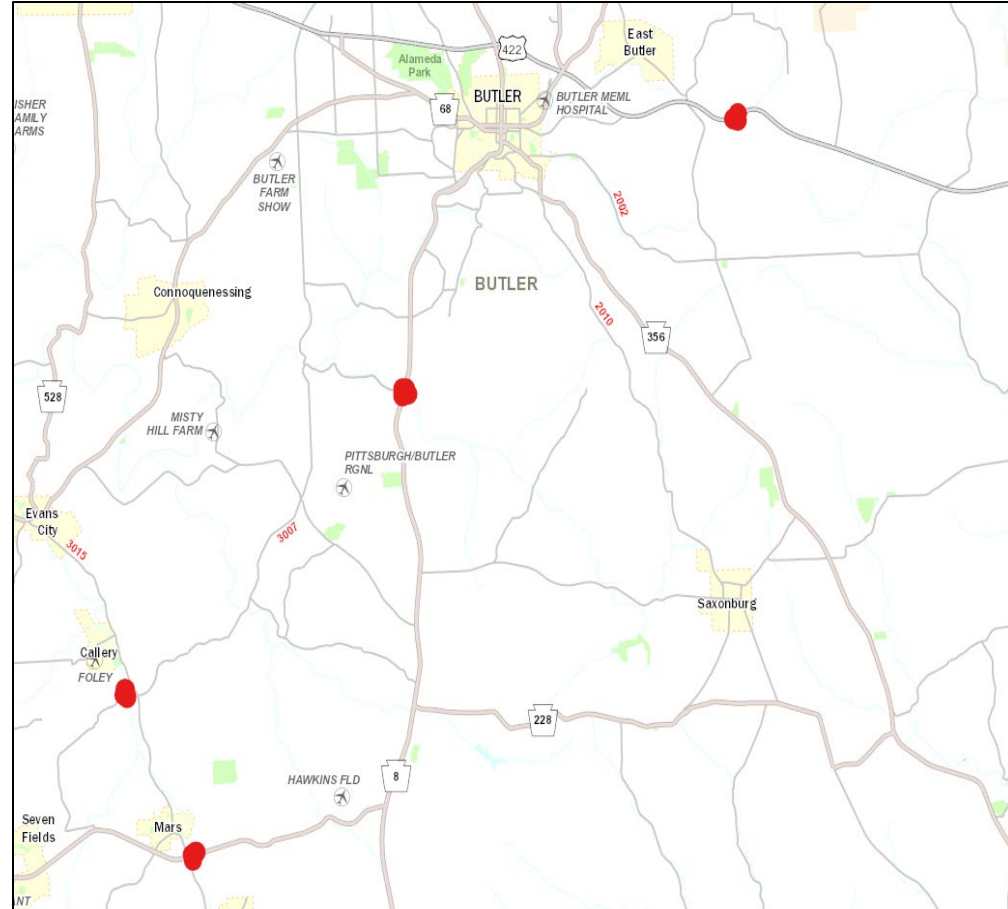 422
East
Butler
Alameda
Park
BUTLER
68
BUTLER MEML
HOSPITAL
ISHER
AMILY
ARMS
BUTLER
FARM
SHOW
2002
Connoquenessing
BUTLER
2010
356
528
MISTY
HILL FARM
PITTSBURGH/BUTLER
RGNL
Evans
City
3015
3007
Saxonburg
Callery
FOLEY
228
8
HAWKINS FLD
Seven
Fields
Mars
ANT